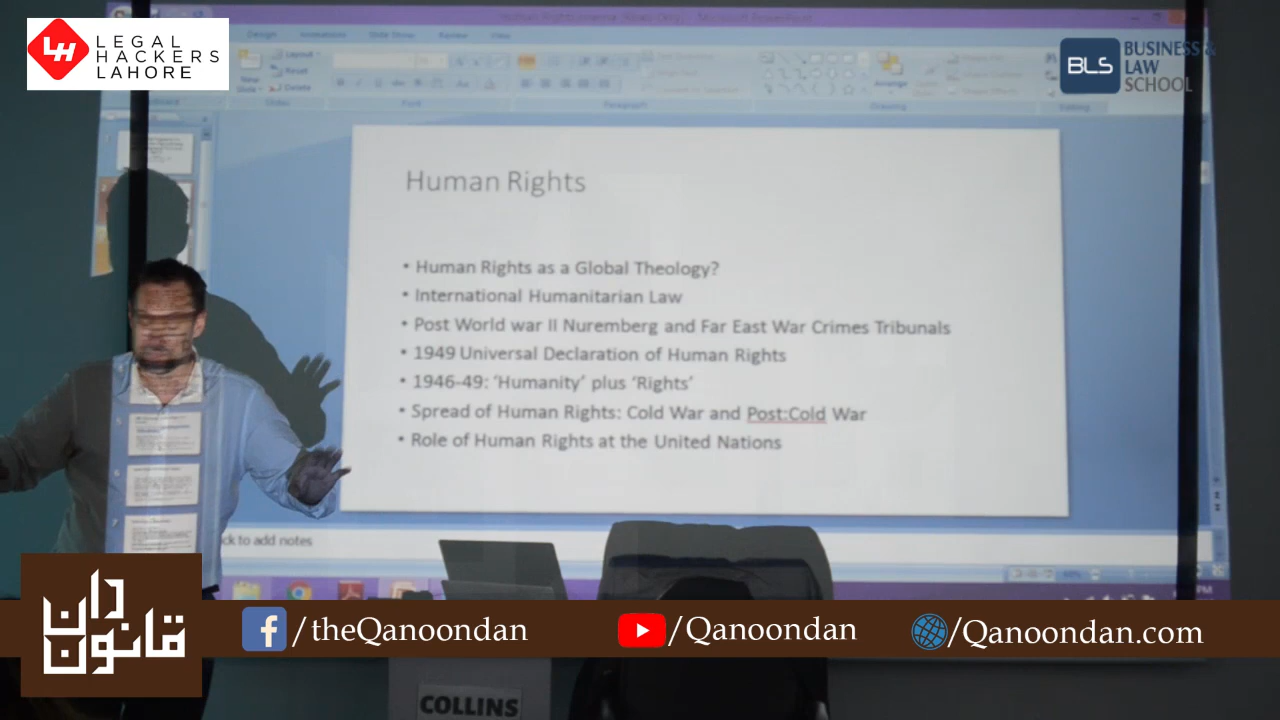 LEGAL
HACKERS
LAHORE
BLS
BUSINESS &
LAW
SCHOOL
Human Rights
• Human Rights as a Global Theology?
• International Humanitarian Law
• Post World war II Nuremberg and Far East War Crimes Tribunals
• 1949 Universal Declaration of Human Rights
• 1946-49: ‘Humanity’ plus ‘Rights’
• Spread of Human Rights: Cold War and Post:Cold War
• Role of Human Rights at the United Nations
ck to add notes
قانون دان
/theQanoondan
/Qanoondan
/Qanoondan.com
COLLINS